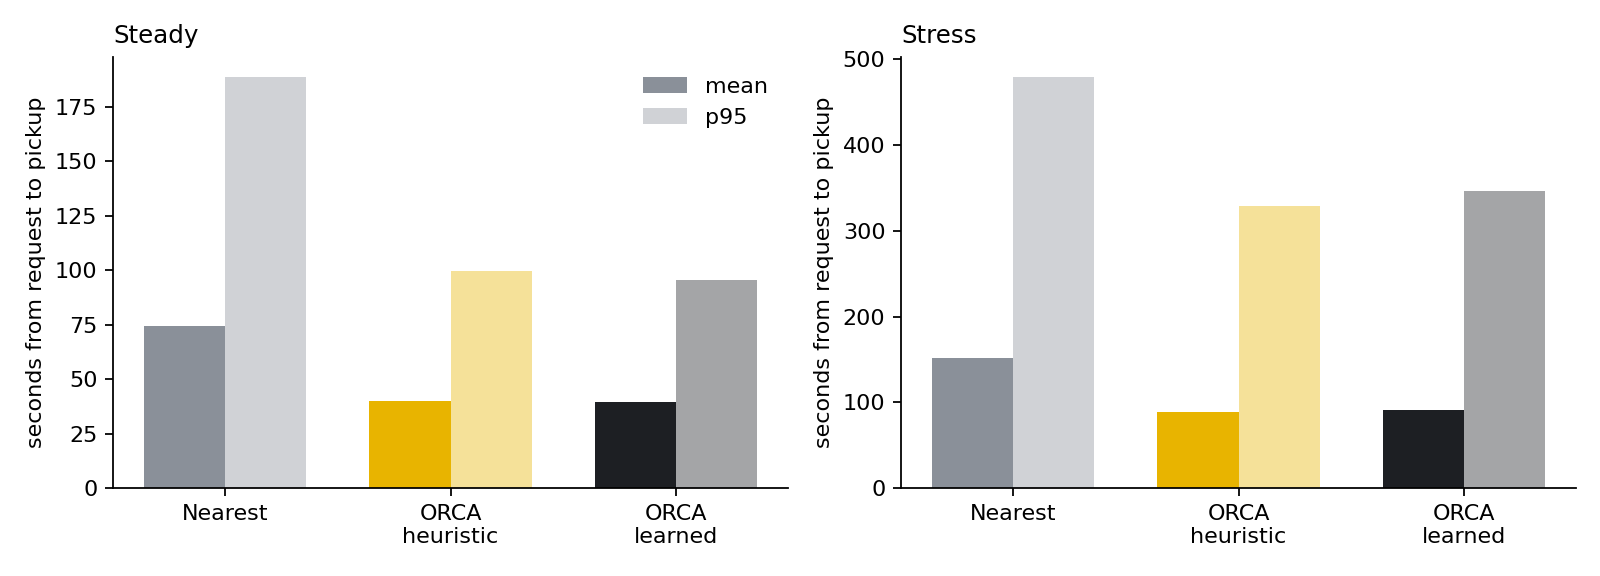 Steady
seconds from request to pickup
175
150
125
100
75
50
25
0
mean
p95
Nearest
ORCA
heuristic
ORCA
learned
Stress
seconds from request to pickup
500
400
300
200
100
0
Nearest
ORCA
heuristic
ORCA
learned